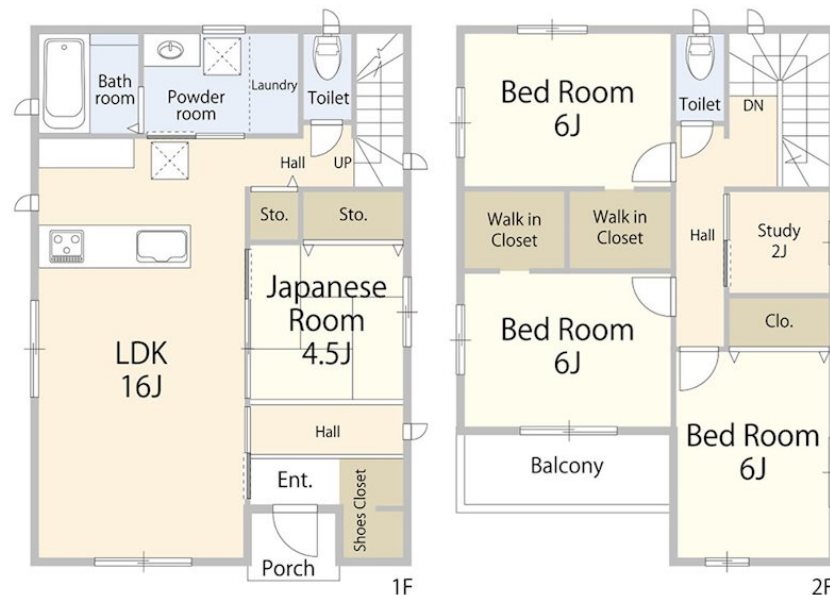 Bath
room
Powder
room
Laundry
Toilet
Hall
UP
Sto.
Sto.
Japanese
Room
4.5J
LDK
16J
Hall
Ent.
Shoes Closet
Porch
1F
Bed Room
6J
Toilet
DN
Walk in
Closet
Walk in
Closet
Hall
Study
2J
Clo.
Bed Room
6J
Bed Room
6J
Balcony
2F